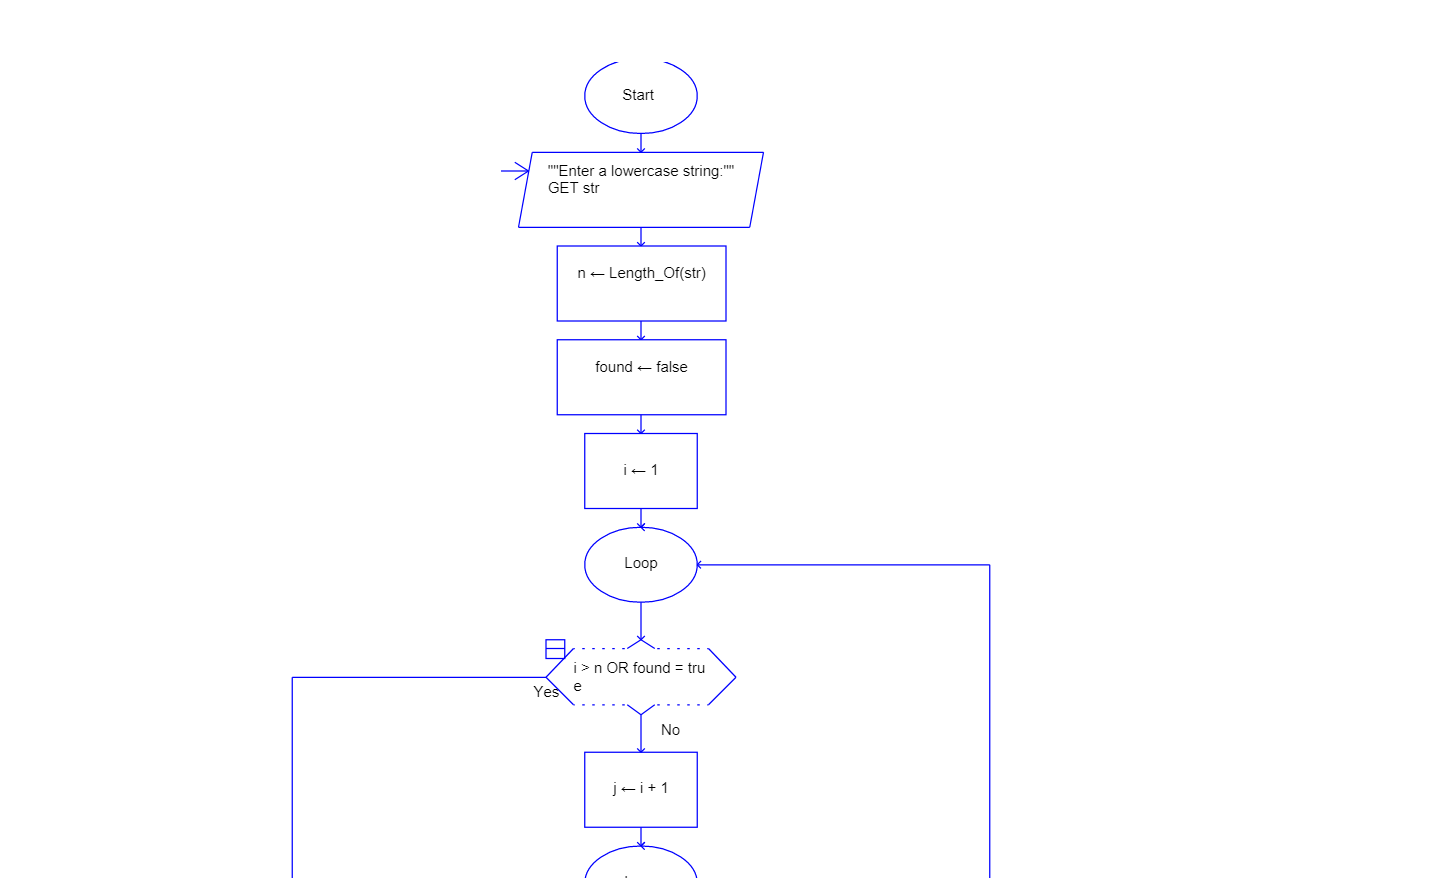 Start
""Enter a lowercase string:""
GET str
n ← Length_Of(str)
found ← false
i ← 1
Loop
i > n OR found = tru
e
Yes
No
j ← i + 1